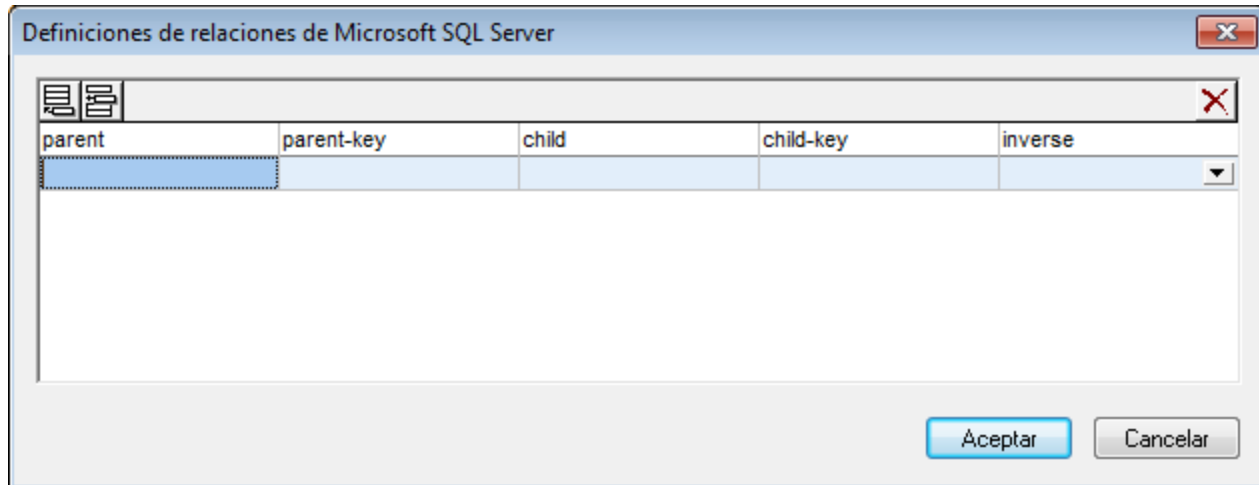 Definiciones de relaciones de Microsoft SQL Server
parent parent-key child child-key inverse
Aceptar Cancelar